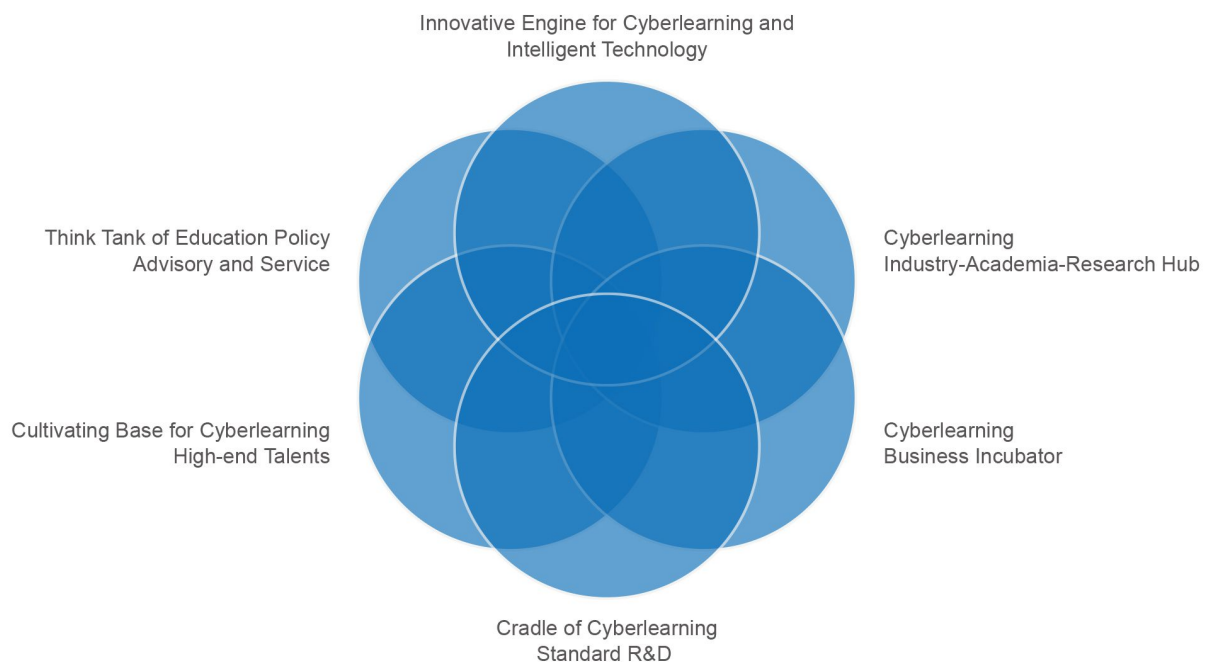 Innovative Engine for Cyberlearning and
Intelligent Technology
Think Tank of Education Policy
Advisory and Service
Cyberlearning
Industry-Academia-Research Hub
Cultivating Base for Cyberlearning
High-end Talents
Cyberlearning
Business Incubator
Cradle of Cyberlearning
Standard R&D